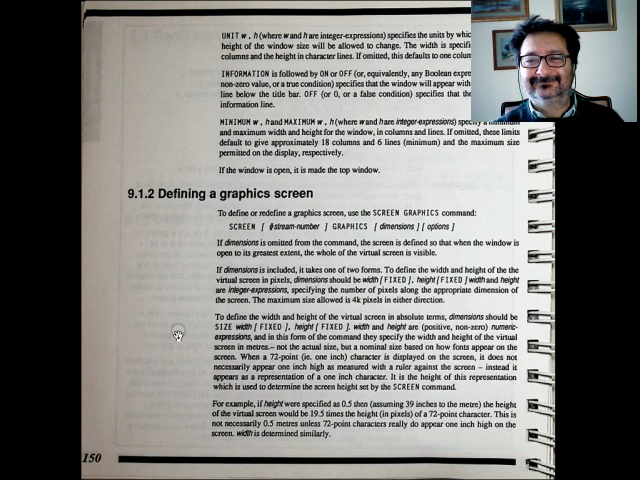 UNIT w , h (where w and h are integer-expressions) specifies the units by
height of the window size will be allowed to change. The width is
columns and the height in character lines. If omitted, this defaults to one
INFORMATION is followed by ON or OFF (or, equivalently, any Boolean
non-zero value, or a true condition) specifies that the window will appear
line below the title bar. OFF (or 0, or a false condition) specifies that the
information line.
MINIMUM w , h and MAXIMUM w , h (where w and h are integer-expressions)
and maximum width and height for the window, in columns and lines. If omitted, these limits
default to give approximately 18 columns and 6 lines (minimum) and the maximum size
permitted on the display, respectively.
If the window is open, it is made the top window.
9.1.2 Defining a graphics screen
To define or redefine a graphics screen, use the SCREEN GRAPHICS command:
SCREEN [ #stream-number ] GRAPHICS [ dimensions ] [ options ]
If dimensions is omitted from the command, the screen is defined so that when the window is
open to its greatest extent, the whole of the virtual screen is visible.
If dimensions is included, it takes one of two forms. To define the width and height of the the
virtual screen in pixels, dimensions should be width [ FIXED ], height [ FIXED ] width and height
are integer-expressions, specifying the number of pixels along the appropriate dimension of
the screen. The maximum size allowed is 4k pixels in either direction.
To define the width and height of the virtual screen in absolute terms, dimensions should be
SIZE width [ FIXED ], height [ FIXED ]. width and height are (positive, non-zero) numeric-
expressions, and in this form of the command they specify the width and height of the virtual
screen in metres – not the actual size, but a nominal size based on how fonts appear on the
screen. When a 72-point (ie. one inch) character is displayed on the screen, it does not
necessarily appear one inch high as measured with a ruler against the screen – instead it
appears as a representation of a one inch character. It is the height of this representation
which is used to determine the screen height set by the SCREEN command.
For example, if height were specified as 0.5 then (assuming 39 inches to the metre) the height
of the virtual screen would be 19.5 times the height (in pixels) of a 72-point character. This is
not necessarily 0.5 metres unless 72-point characters really do appear one inch high on the
screen. width is determined similarly.
150